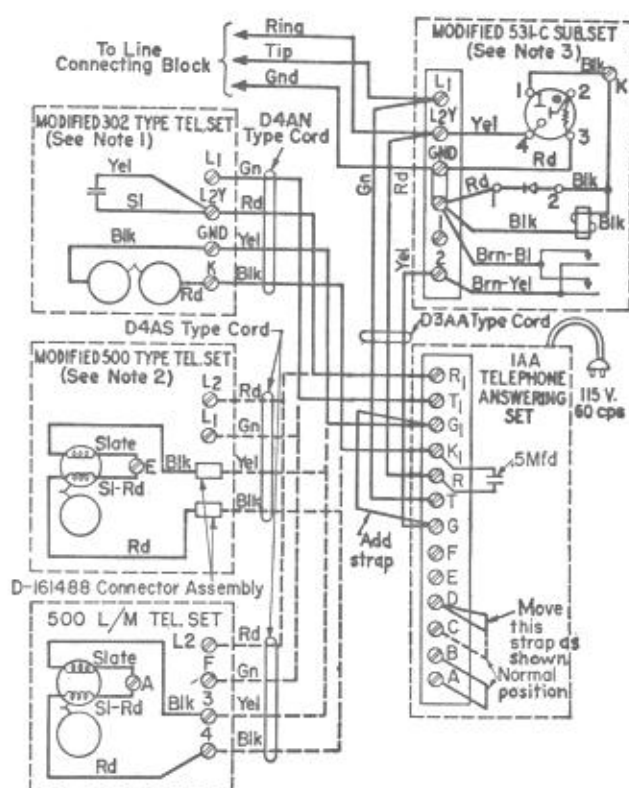 Ring
Tip
Gnd
To Line
Connecting Block
MODIFIED 531-C SUB.SET
(See Note 3)
L1
L2Y
GND
1
2
Yel
Rd
Gn
Rd
Yel
1
2
3
4
Blk
K
Rd
Rd
1
2
Blk
Blk
Blk
Brn-Bl
Brn-Yel
D4AN
Type Cord
MODIFIED 302 TYPE TEL. SET
(See Note 1)
Yel
Sl
Blk
Rd
L1
L2Y
GND
K
Gn
Rd
Yel
Blk
D4AS Type Cord
D3AA Type Cord
MODIFIED 500 TYPE TEL. SET
(See Note 2)
L2
L1
Rd
Gn
Slate
E
Sl-Rd
Blk
Yel
Blk
Rd
D-161488 Connector Assembly
1AA
TELEPHONE
ANSWERING
SET
115 V.
60 cps
R1
T1
G1
K1
R
T
G
F
E
D
C
B
A
.5Mfd
Add
strap
Move
this
strap as
shown
Normal
position
500 L/M TEL. SET
L2
F
3
4
Slate
A
Sl-Rd
Blk
Rd
Rd
Gn
Yel
Blk